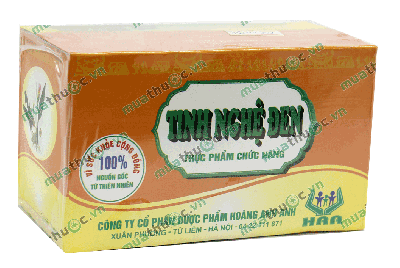 TINH NGHỆ ĐEN
THỰC PHẨM CHỨC NĂNG
VÌ SỨC KHỎE CỘNG ĐỒNG
100%
NGUỒN GỐC
TỪ THIÊN NHIÊN
CÔNG TY CỔ PHẦN DƯỢC PHẨM HOÀNG ANH
XUÂN PHƯƠNG - TỪ LIÊM - HÀ NỘI
HAA
muathuốc.vn